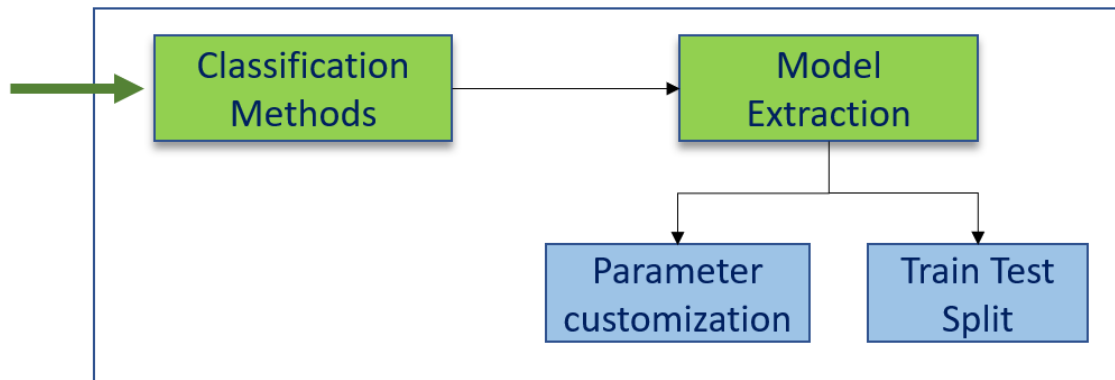 Classification
Methods
Model
Extraction
Parameter
customization
Train Test
Split